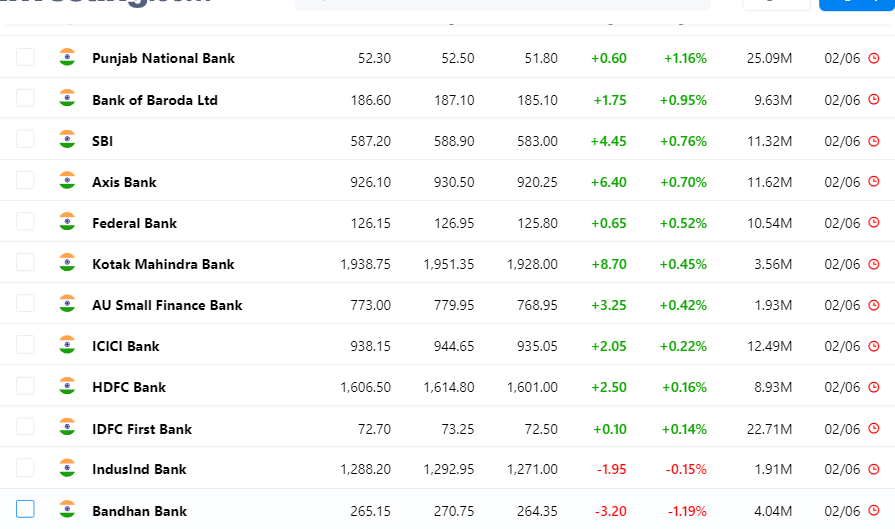 Punjab National Bank 52.30 52.50 51.80 +0.60 +1.16% 25.09M 02/06
Bank of Baroda Ltd 186.60 187.10 185.10 +1.75 +0.95% 9.63M 02/06
SBI 587.20 588.90 583.00 +4.45 +0.76% 11.32M 02/06
Axis Bank 926.10 930.50 920.25 +6.40 +0.70% 11.62M 02/06
Federal Bank 126.15 126.95 125.80 +0.65 +0.52% 10.54M 02/06
Kotak Mahindra Bank 1,938.75 1,951.35 1,928.00 +8.70 +0.45% 3.56M 02/06
AU Small Finance Bank 773.00 779.95 768.95 +3.25 +0.42% 1.93M 02/06
ICICI Bank 938.15 944.65 935.05 +2.05 +0.22% 12.49M 02/06
HDFC Bank 1,606.50 1,614.80 1,601.00 +2.50 +0.16% 8.93M 02/06
IDFC First Bank 72.70 73.25 72.50 +0.10 +0.14% 22.71M 02/06
IndusInd Bank 1,288.20 1,292.95 1,271.00 -1.95 -0.15% 1.91M 02/06
Bandhan Bank 265.15 270.75 264.35 -3.20 -1.19% 4.04M 02/06